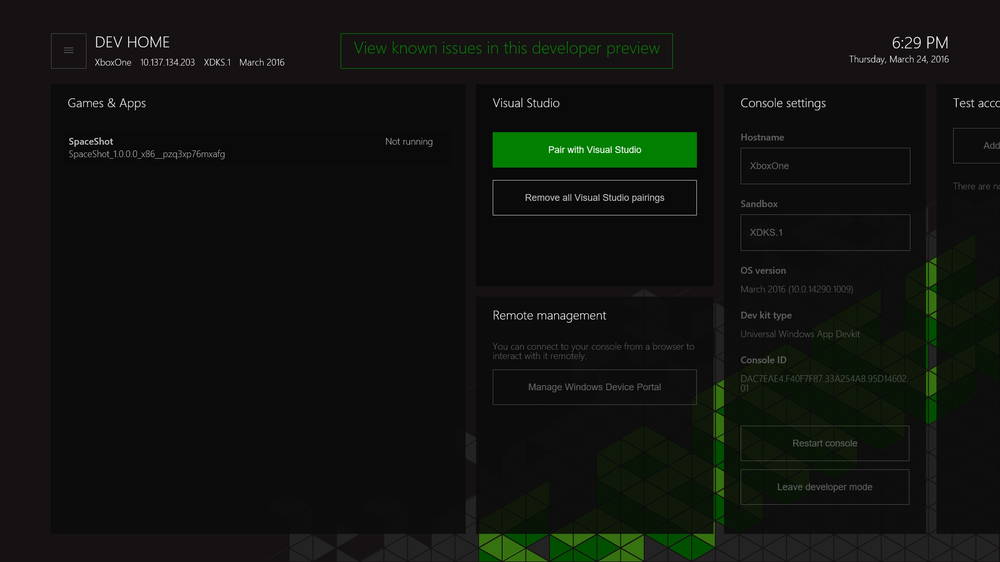 DEV HOME
XboxOne 10.137.134.203 XDKS.1 March 2016
View known issues in this developer preview
6:29 PM
Thursday, March 24, 2016
Games & Apps
SpaceShot
Not running
SpaceShot_1.0.0.0_x86__pzq3xp76mxafg
Visual Studio
Pair with Visual Studio
Remove all Visual Studio pairings
Remote management
You can connect to your console from a browser to
interact with it remotely.
Manage Windows Device Portal
Console settings
Hostname
XboxOne
Sandbox
XDKS.1
OS version
March 2016 (10.0.14290.1009)
Dev kit type
Universal Windows App Devkit
Console ID
DAC7EAE4.F40F7F87.33A254A8.95D14602.
01
Restart console
Leave developer mode
Test acco
Add
There are no